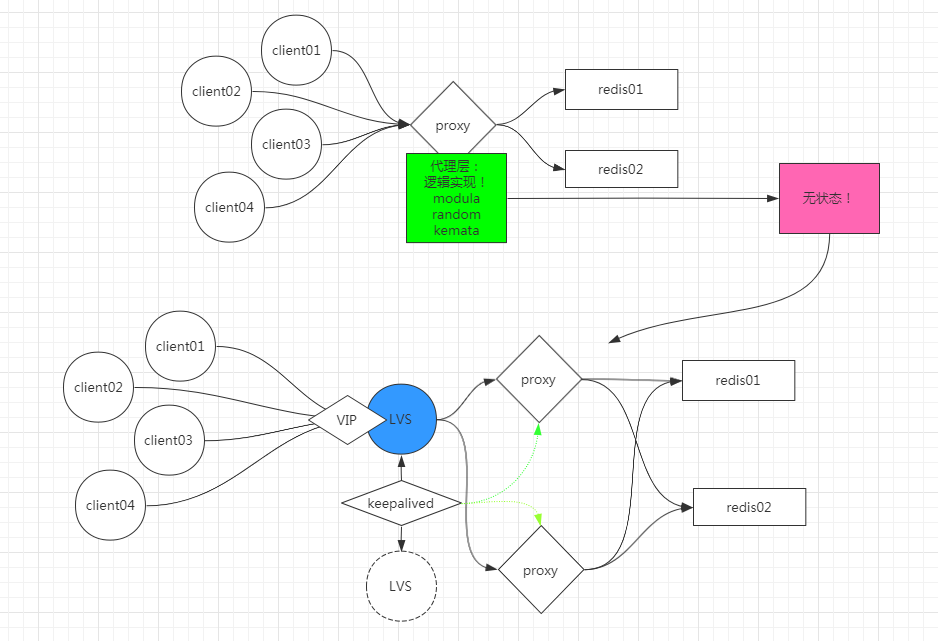 client01
client02
client03
client04
proxy
redis01
redis02
代理层：
逻辑实现！
modula
random
kemata
无状态！
client01
client02
client03
client04
VIP
LVS
keepalived
LVS
proxy
proxy
redis01
redis02